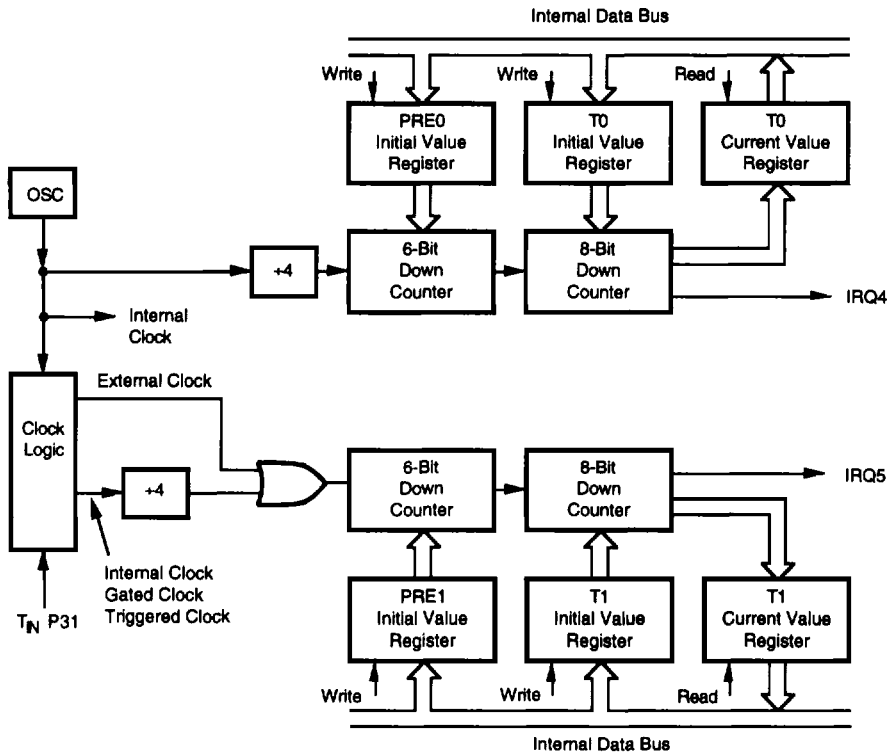 Internal Data Bus
Write
Write
Read
PRE0
Initial Value
Register
T0
Initial Value
Register
T0
Current Value
Register
OSC
÷4
6-Bit
Down
Counter
8-Bit
Down
Counter
IRQ4
Internal
Clock
External Clock
Clock
Logic
÷4
6-Bit
Down
Counter
8-Bit
Down
Counter
IRQ5
Internal Clock
Gated Clock
Triggered Clock
TIN P31
PRE1
Initial Value
Register
T1
Initial Value
Register
T1
Current Value
Register
Write
Write
Read
Internal Data Bus